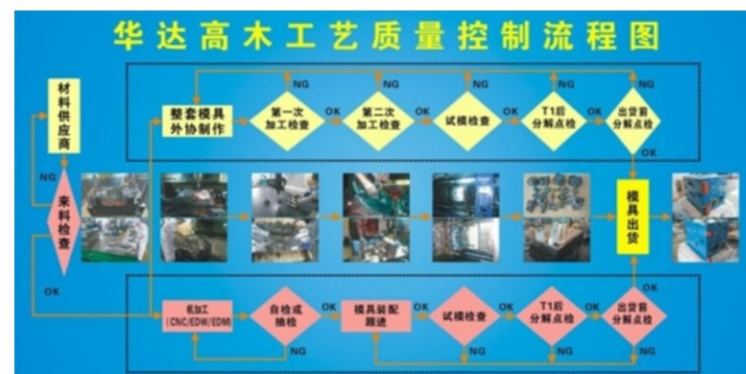 华达高木工艺质量控制流程图
材料供应商
NG
来料检查
OK
NG
NG
NG
NG
NG
整套模具
外协制作
第一次
加工检查
OK
第二次
加工检查
OK
试模检查
OK
T1后
分解点检
OK
出货前
分解点检
OK
模具出货
OK
机加工
(CNC/EDW/EDM)
自检或
抽检
OK
模具装配
跟进
OK
试模检查
OK
T1后
分解点检
OK
出货前
分解点检
NG
NG
NG
NG